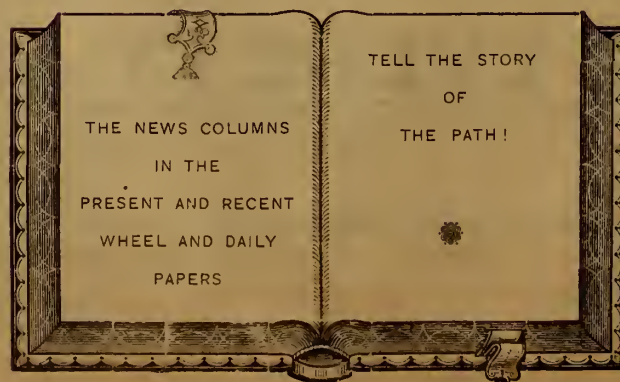 THE NEWS COLUMNS
IN THE
PRESENT AND RECENT
WHEEL AND DAILY
PAPERS
TELL THE STORY
OF
THE PATH!